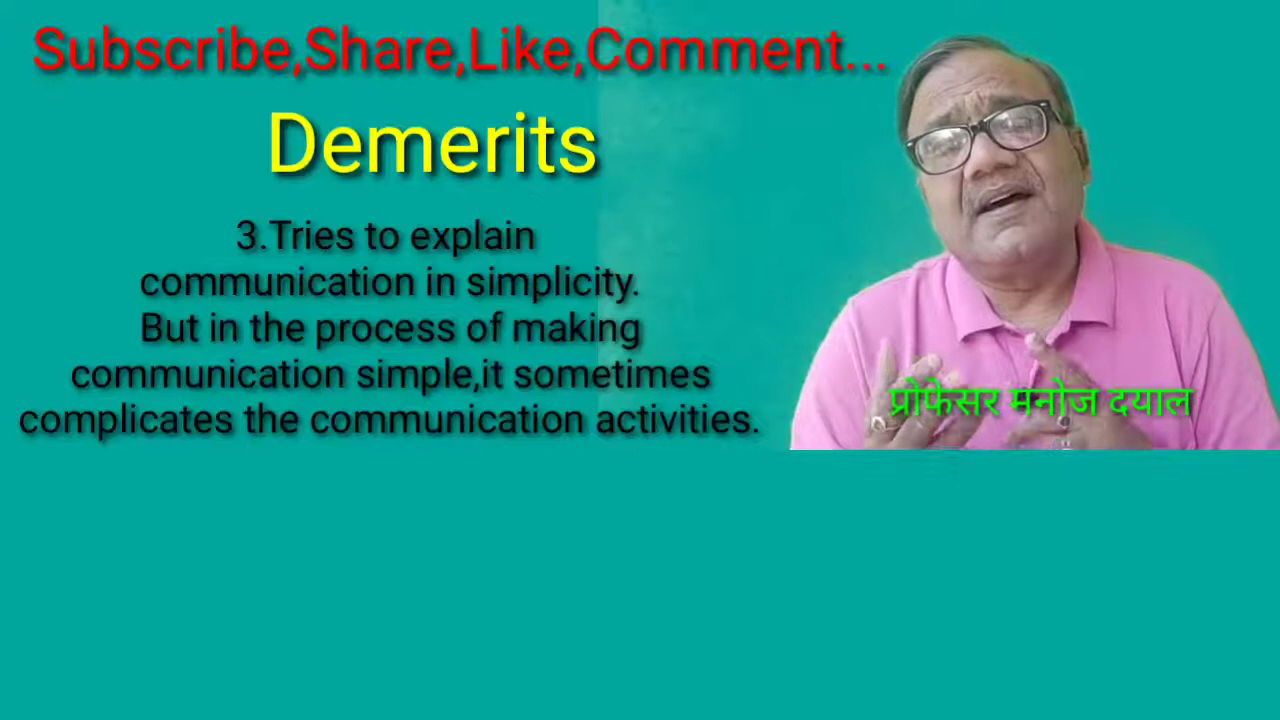 Subscribe,Share,Like,Comment...
Demerits
3.Tries to explain
communication in simplicity.
But in the process of making
communication simple,it sometimes
complicates the communication activities.
प्रोफेसर मनोज दयाल